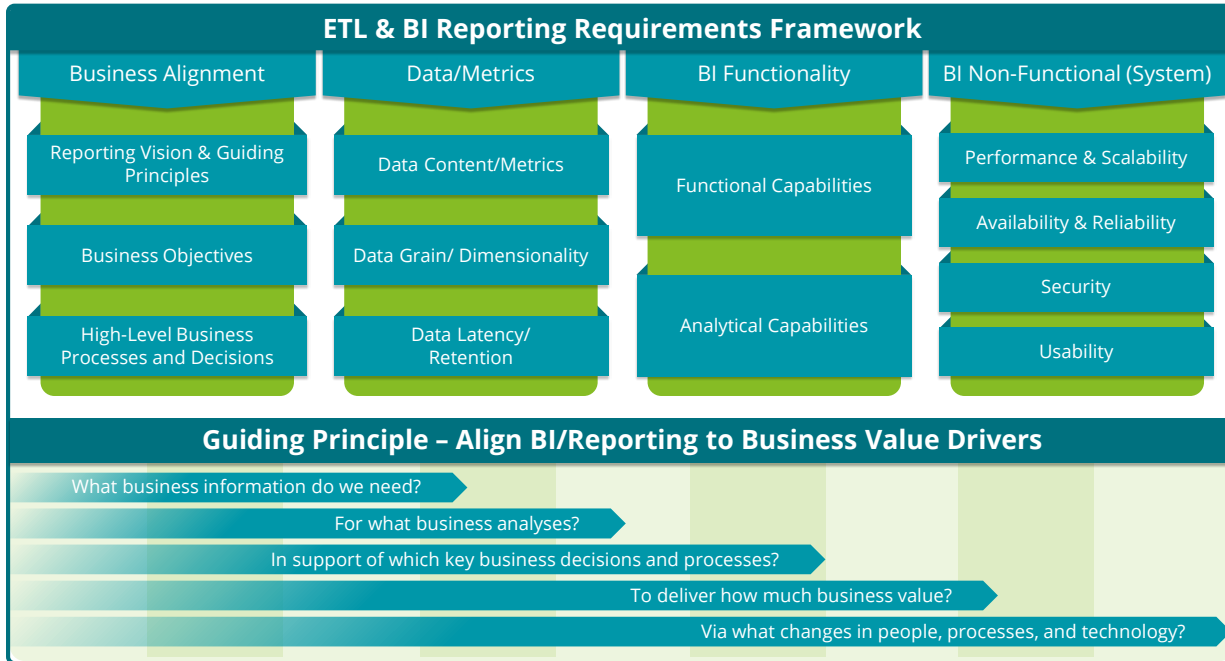 ETL & BI Reporting Requirements Framework
Business Alignment
Data/Metrics
BI Functionality
BI Non-Functional (System)
Reporting Vision & Guiding
Principles
Business Objectives
High-Level Business
Processes and Decisions
Data Content/Metrics
Data Grain/ Dimensionality
Data Latency/
Retention
Functional Capabilities
Analytical Capabilities
Performance & Scalability
Availability & Reliability
Security
Usability
Guiding Principle – Align BI/Reporting to Business Value Drivers
What business information do we need?
For what business analyses?
In support of which key business decisions and processes?
To deliver how much business value?
Via what changes in people, processes, and technology?